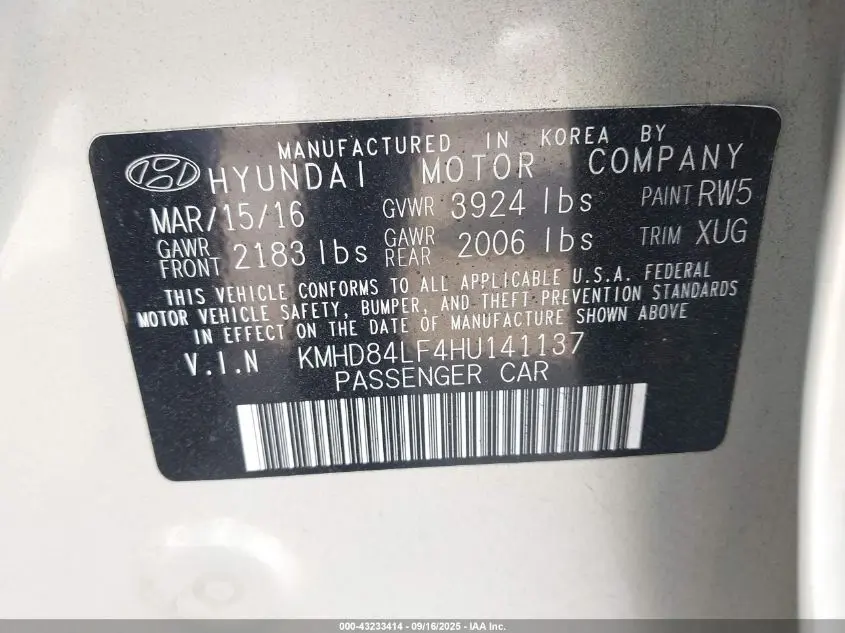 MANUFACTURED IN KOREA BY
HYUNDAI MOTOR COMPANY
MAR/15/16 GVWR 3924 lbs PAINT RW5
GAWR FRONT 2183 lbs GAWR REAR 2006 lbs TRIM XUG
THIS VEHICLE CONFORMS TO ALL APPLICABLE U.S.A. FEDERAL
MOTOR VEHICLE SAFETY, BUMPER, AND THEFT PREVENTION STANDARDS
IN EFFECT ON THE DATE OF MANUFACTURE SHOWN ABOVE
V.I.N KMHD84LF4HU141137
PASSENGER CAR
000-43233414 - 09/16/2025 - IAA Inc.